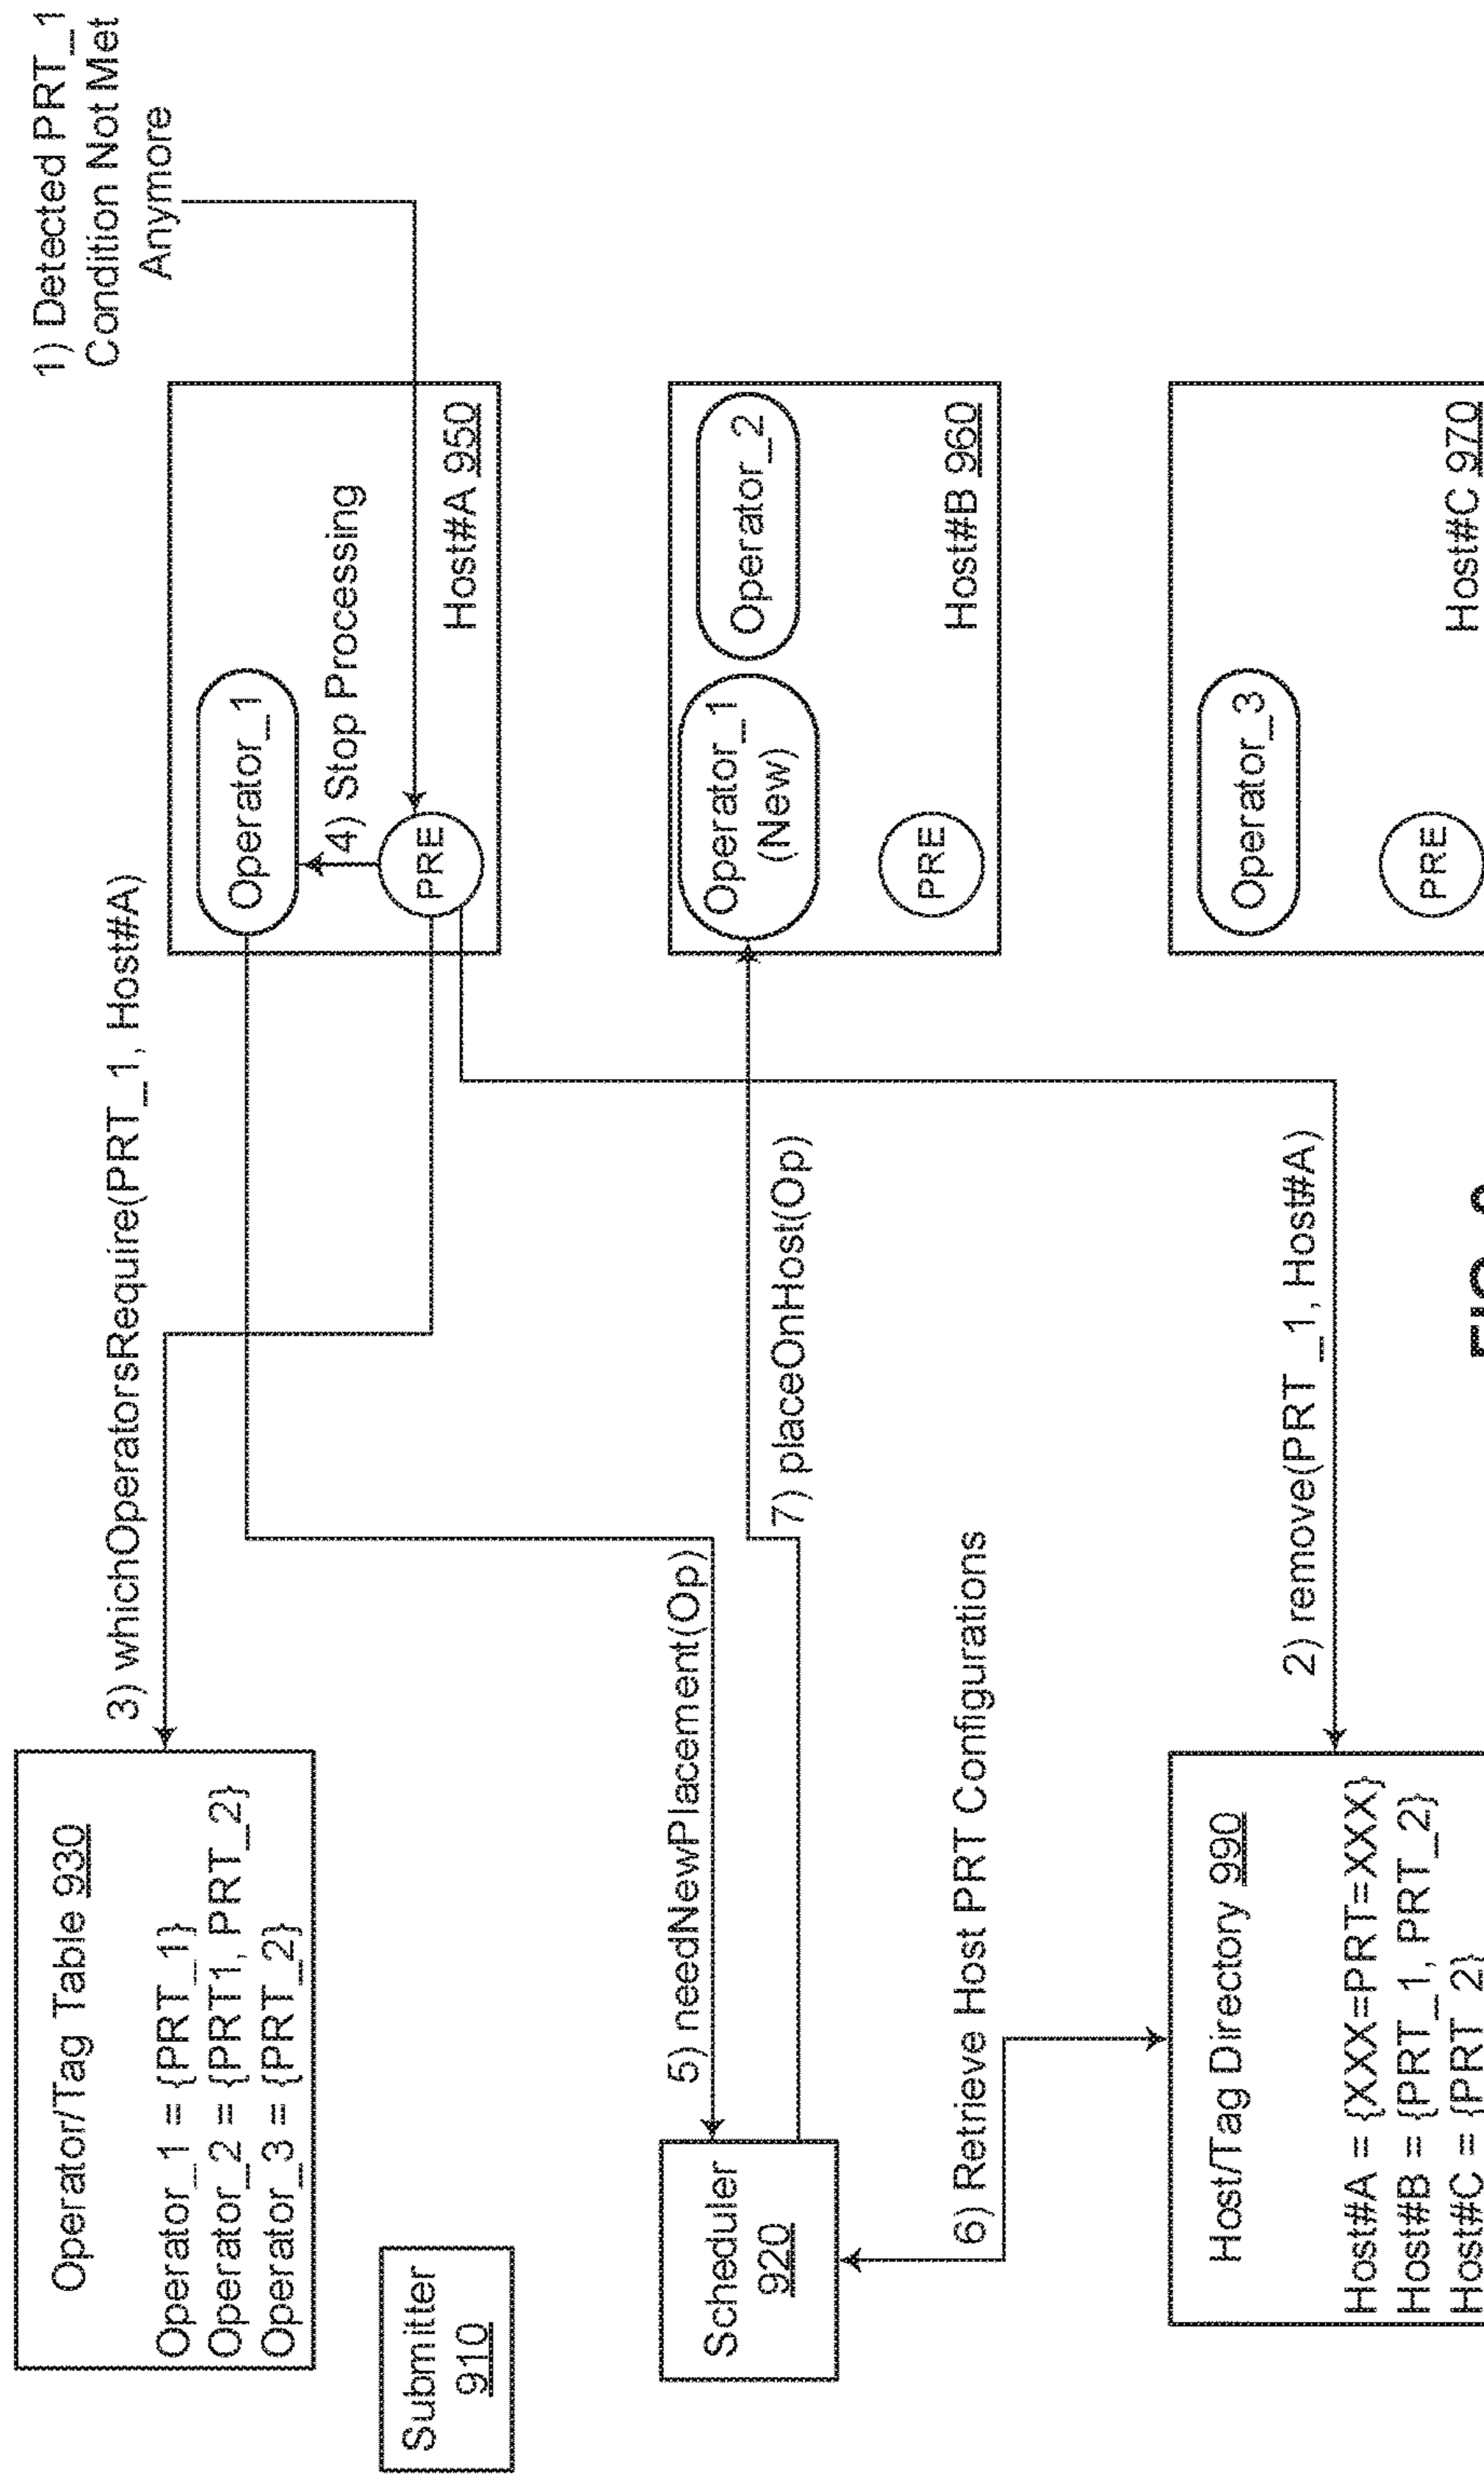 Operator/Tag Table 930
Operator_1 = {PRT_1}
Operator_2 = {PRT1, PRT_2}
Operator_3 = {PRT_2}
3) whichOperatorsRequire(PRT_1, Host#A)
1) Detected PRT_1
Condition Not Met
Anymore
Operator_1
4) Stop Processing
PRE
Host#A 950
Submitter
910
5) needNewPlacement(Op)
Scheduler
920
7) placeOnHost(Op)
Operator_1
(New)
Operator_2
PRE
Host#B 960
6) Retrieve Host PRT Configurations
Host/Tag Directory 990
Host#A = {XXX=PRT=XXX}
Host#B = {PRT_1, PRT_2}
Host#C = {PRT_2}
2) remove(PRT _1, Host#A)
Operator_3
PRE
Host#C 970